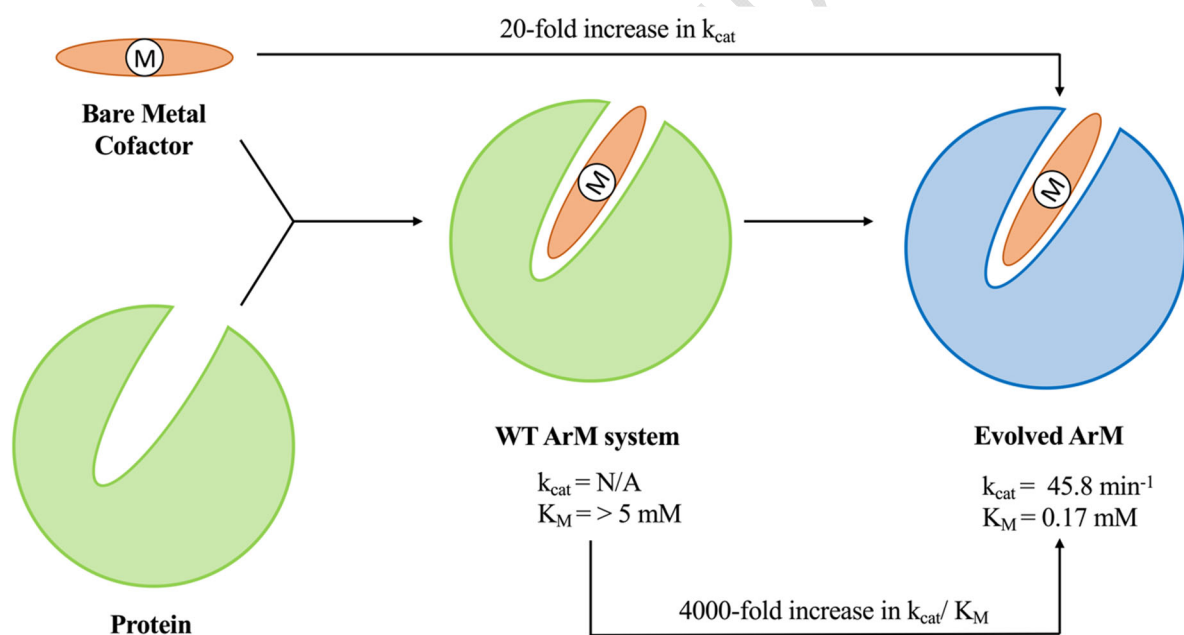 20-fold increase in kcat
M
Bare Metal
Cofactor
M
M
WT ArM system
kcat = N/A
KM = > 5 mM
Evolved ArM
kcat = 45.8 min-1
KM = 0.17 mM
4000-fold increase in kcat/ KM
Protein